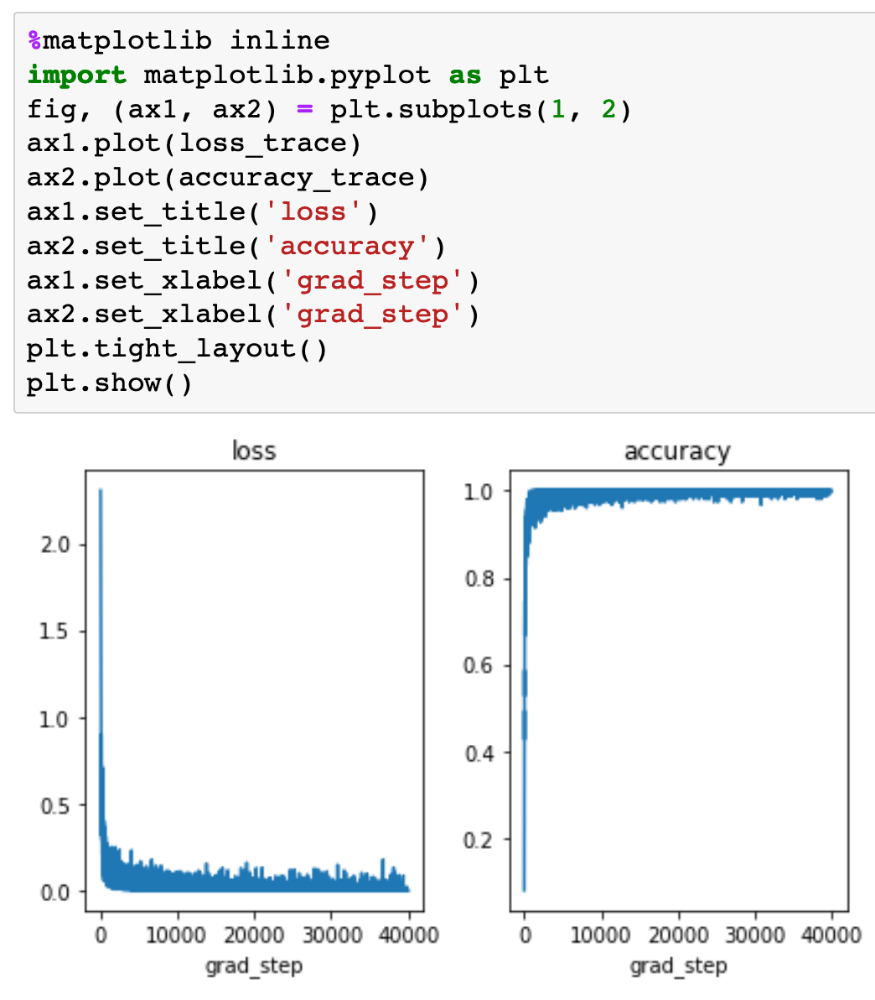 %matplotlib inline
import matplotlib.pyplot as plt
fig, (ax1, ax2) = plt.subplots(1, 2)
ax1.plot(loss_trace)
ax2.plot(accuracy_trace)
ax1.set_title('loss')
ax2.set_title('accuracy')
ax1.set_xlabel('grad_step')
ax2.set_xlabel('grad_step')
plt.tight_layout()
plt.show()
loss
2.0
1.5
1.0
0.5
0.0
0 10000 20000 30000 40000
grad_step
accuracy
1.0
0.8
0.6
0.4
0.2
0 10000 20000 30000 40000
grad_step